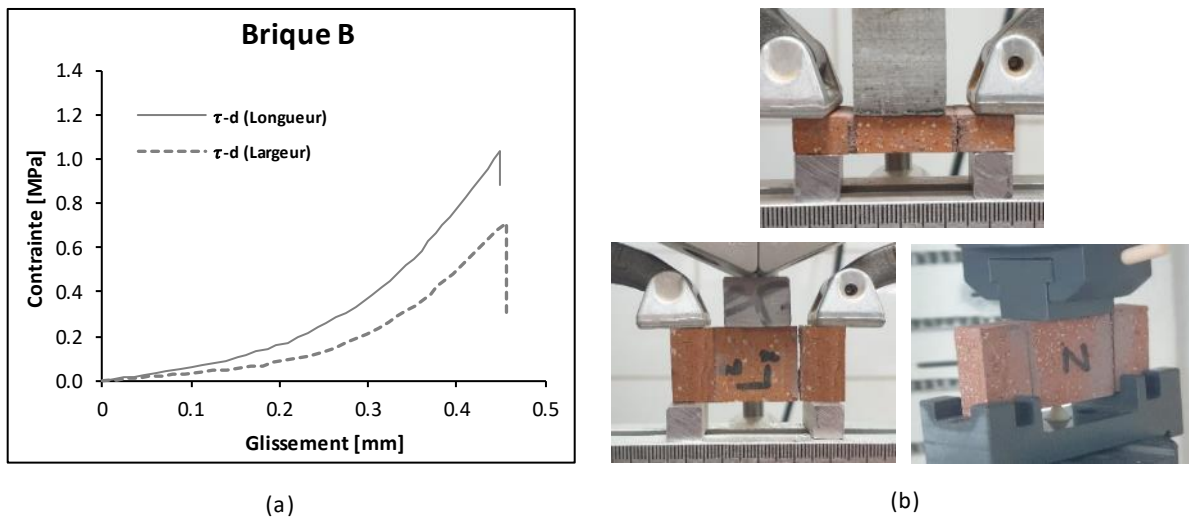 Brique B
Contrainte [MPa]
1.4
1.2
1.0
0.8
0.6
0.4
0.2
0.0
τ-d (Longueur)
τ-d (Largeur)
0 0.1 0.2 0.3 0.4 0.5
Glissement [mm]
N
(a)
(b)